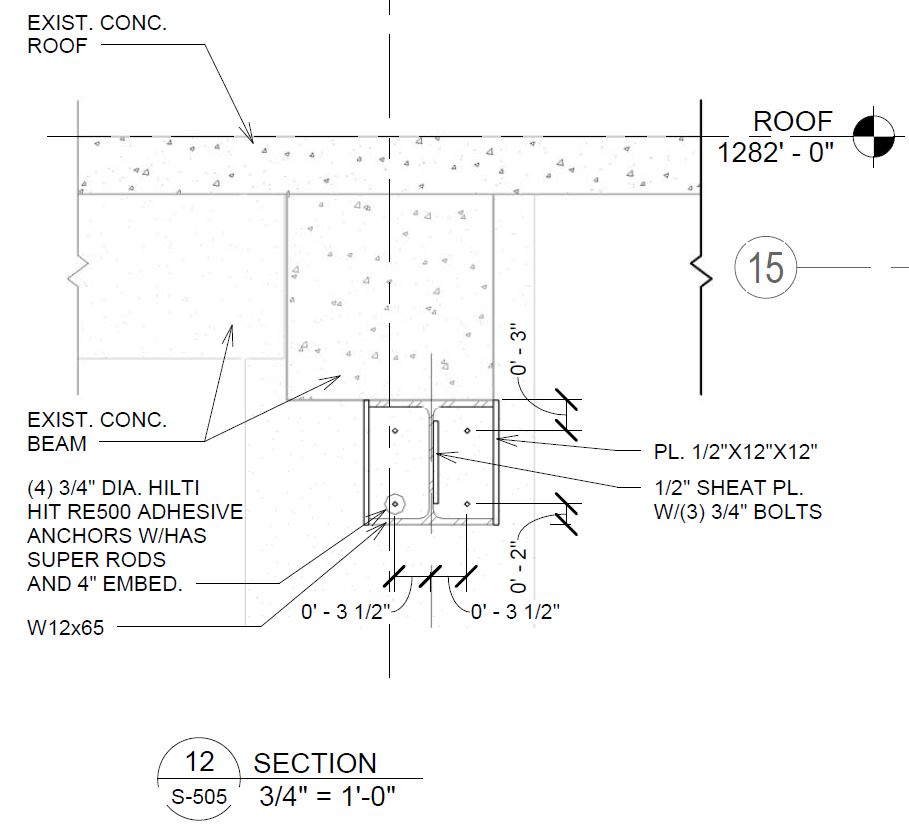 EXIST. CONC.
ROOF
ROOF
1282' - 0"
15
0' - 3"
EXIST. CONC.
BEAM
PL. 1/2"X12"X12"
(4) 3/4" DIA. HILTI
HIT RE500 ADHESIVE
ANCHORS W/HAS
SUPER RODS
AND 4" EMBED.
1/2" SHEAT PL.
W/(3) 3/4" BOLTS
0' - 2"
0' - 3 1/2"
0' - 3 1/2"
W12x65
12
SECTION
S-505
3/4" = 1'-0"